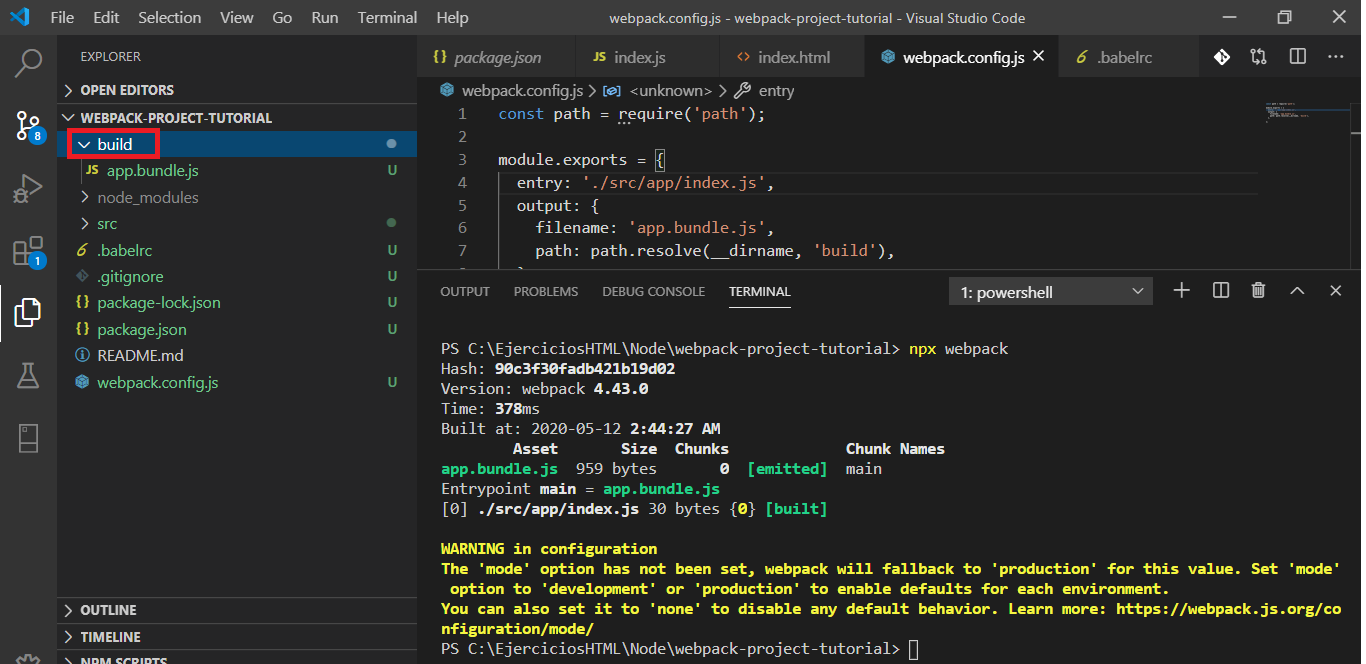 File Edit Selection View Go Run Terminal Help webpack.config.js - webpack-project-tutorial - Visual Studio Code
EXPLORER
OPEN EDITORS
WEBPACK-PROJECT-TUTORIAL
build
JS app.bundle.js U
node_modules
src
6 .babelrc U
.gitignore U
{} package-lock.json U
{} package.json U
README.md
webpack.config.js U
OUTLINE
TIMELINE
NPM SCRIPTS
8
1
{} package.json JS index.js <> index.html webpack.config.js 6 .babelrc ...
webpack.config.js > <unknown> > entry
1 const path = require('path');
2
3 module.exports = {
4 entry: './src/app/index.js',
5 output: {
6 filename: 'app.bundle.js',
7 path: path.resolve(__dirname, 'build'),
OUTPUT PROBLEMS DEBUG CONSOLE TERMINAL 1: powershell
PS C:\EjerciciosHTML\Node\webpack-project-tutorial> npx webpack
Hash: 90c3f30fadb421b19d02
Version: webpack 4.43.0
Time: 378ms
Built at: 2020-05-12 2:44:27 AM
Asset Size Chunks Chunk Names
app.bundle.js 959 bytes 0 [emitted] main
Entrypoint main = app.bundle.js
[0] ./src/app/index.js 30 bytes {0} [built]
WARNING in configuration
The 'mode' option has not been set, webpack will fallback to 'production' for this value. Set 'mode'
option to 'development' or 'production' to enable defaults for each environment.
You can also set it to 'none' to disable any default behavior. Learn more: https://webpack.js.org/co
nfiguration/mode/
PS C:\EjerciciosHTML\Node\webpack-project-tutorial>